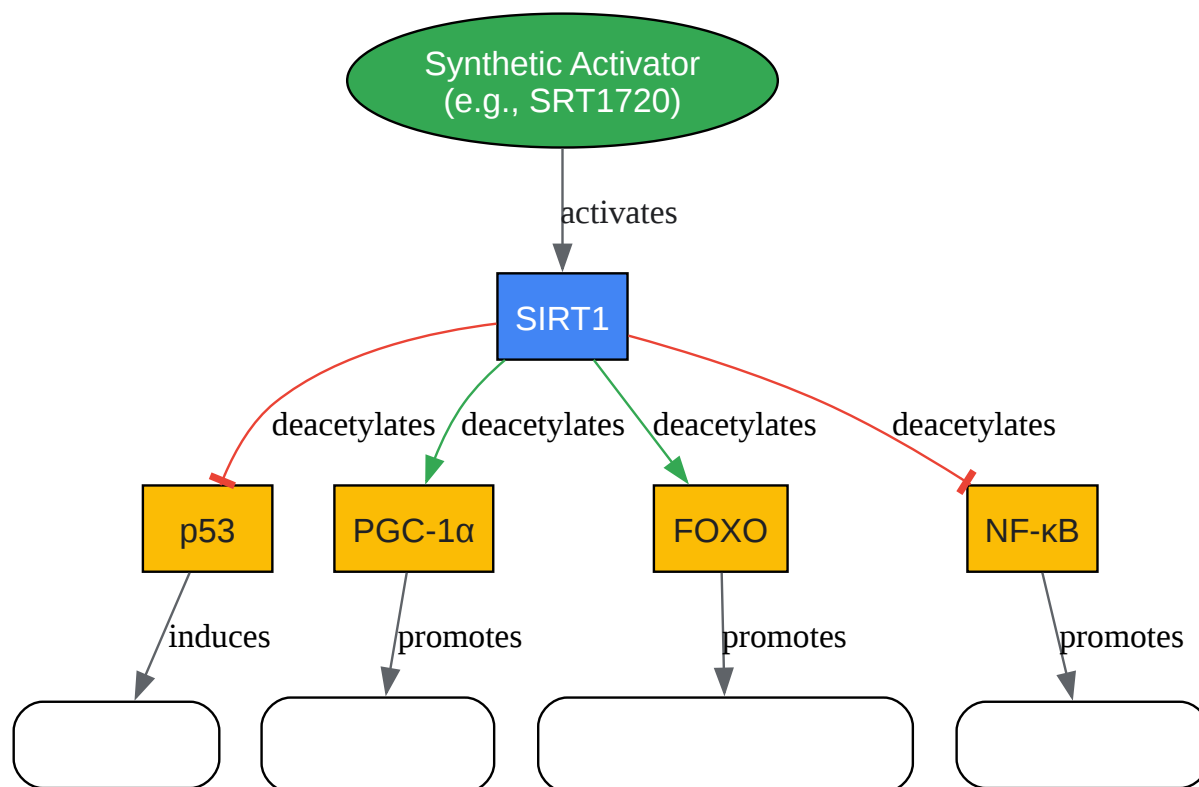 Synthetic Activator
(e.g., SRT1720)
activates
SIRT1
deacetylates
deacetylates
deacetylates
deacetylates
p53
PGC-1α
FOXO
NF-κB
induces
promotes
promotes
promotes